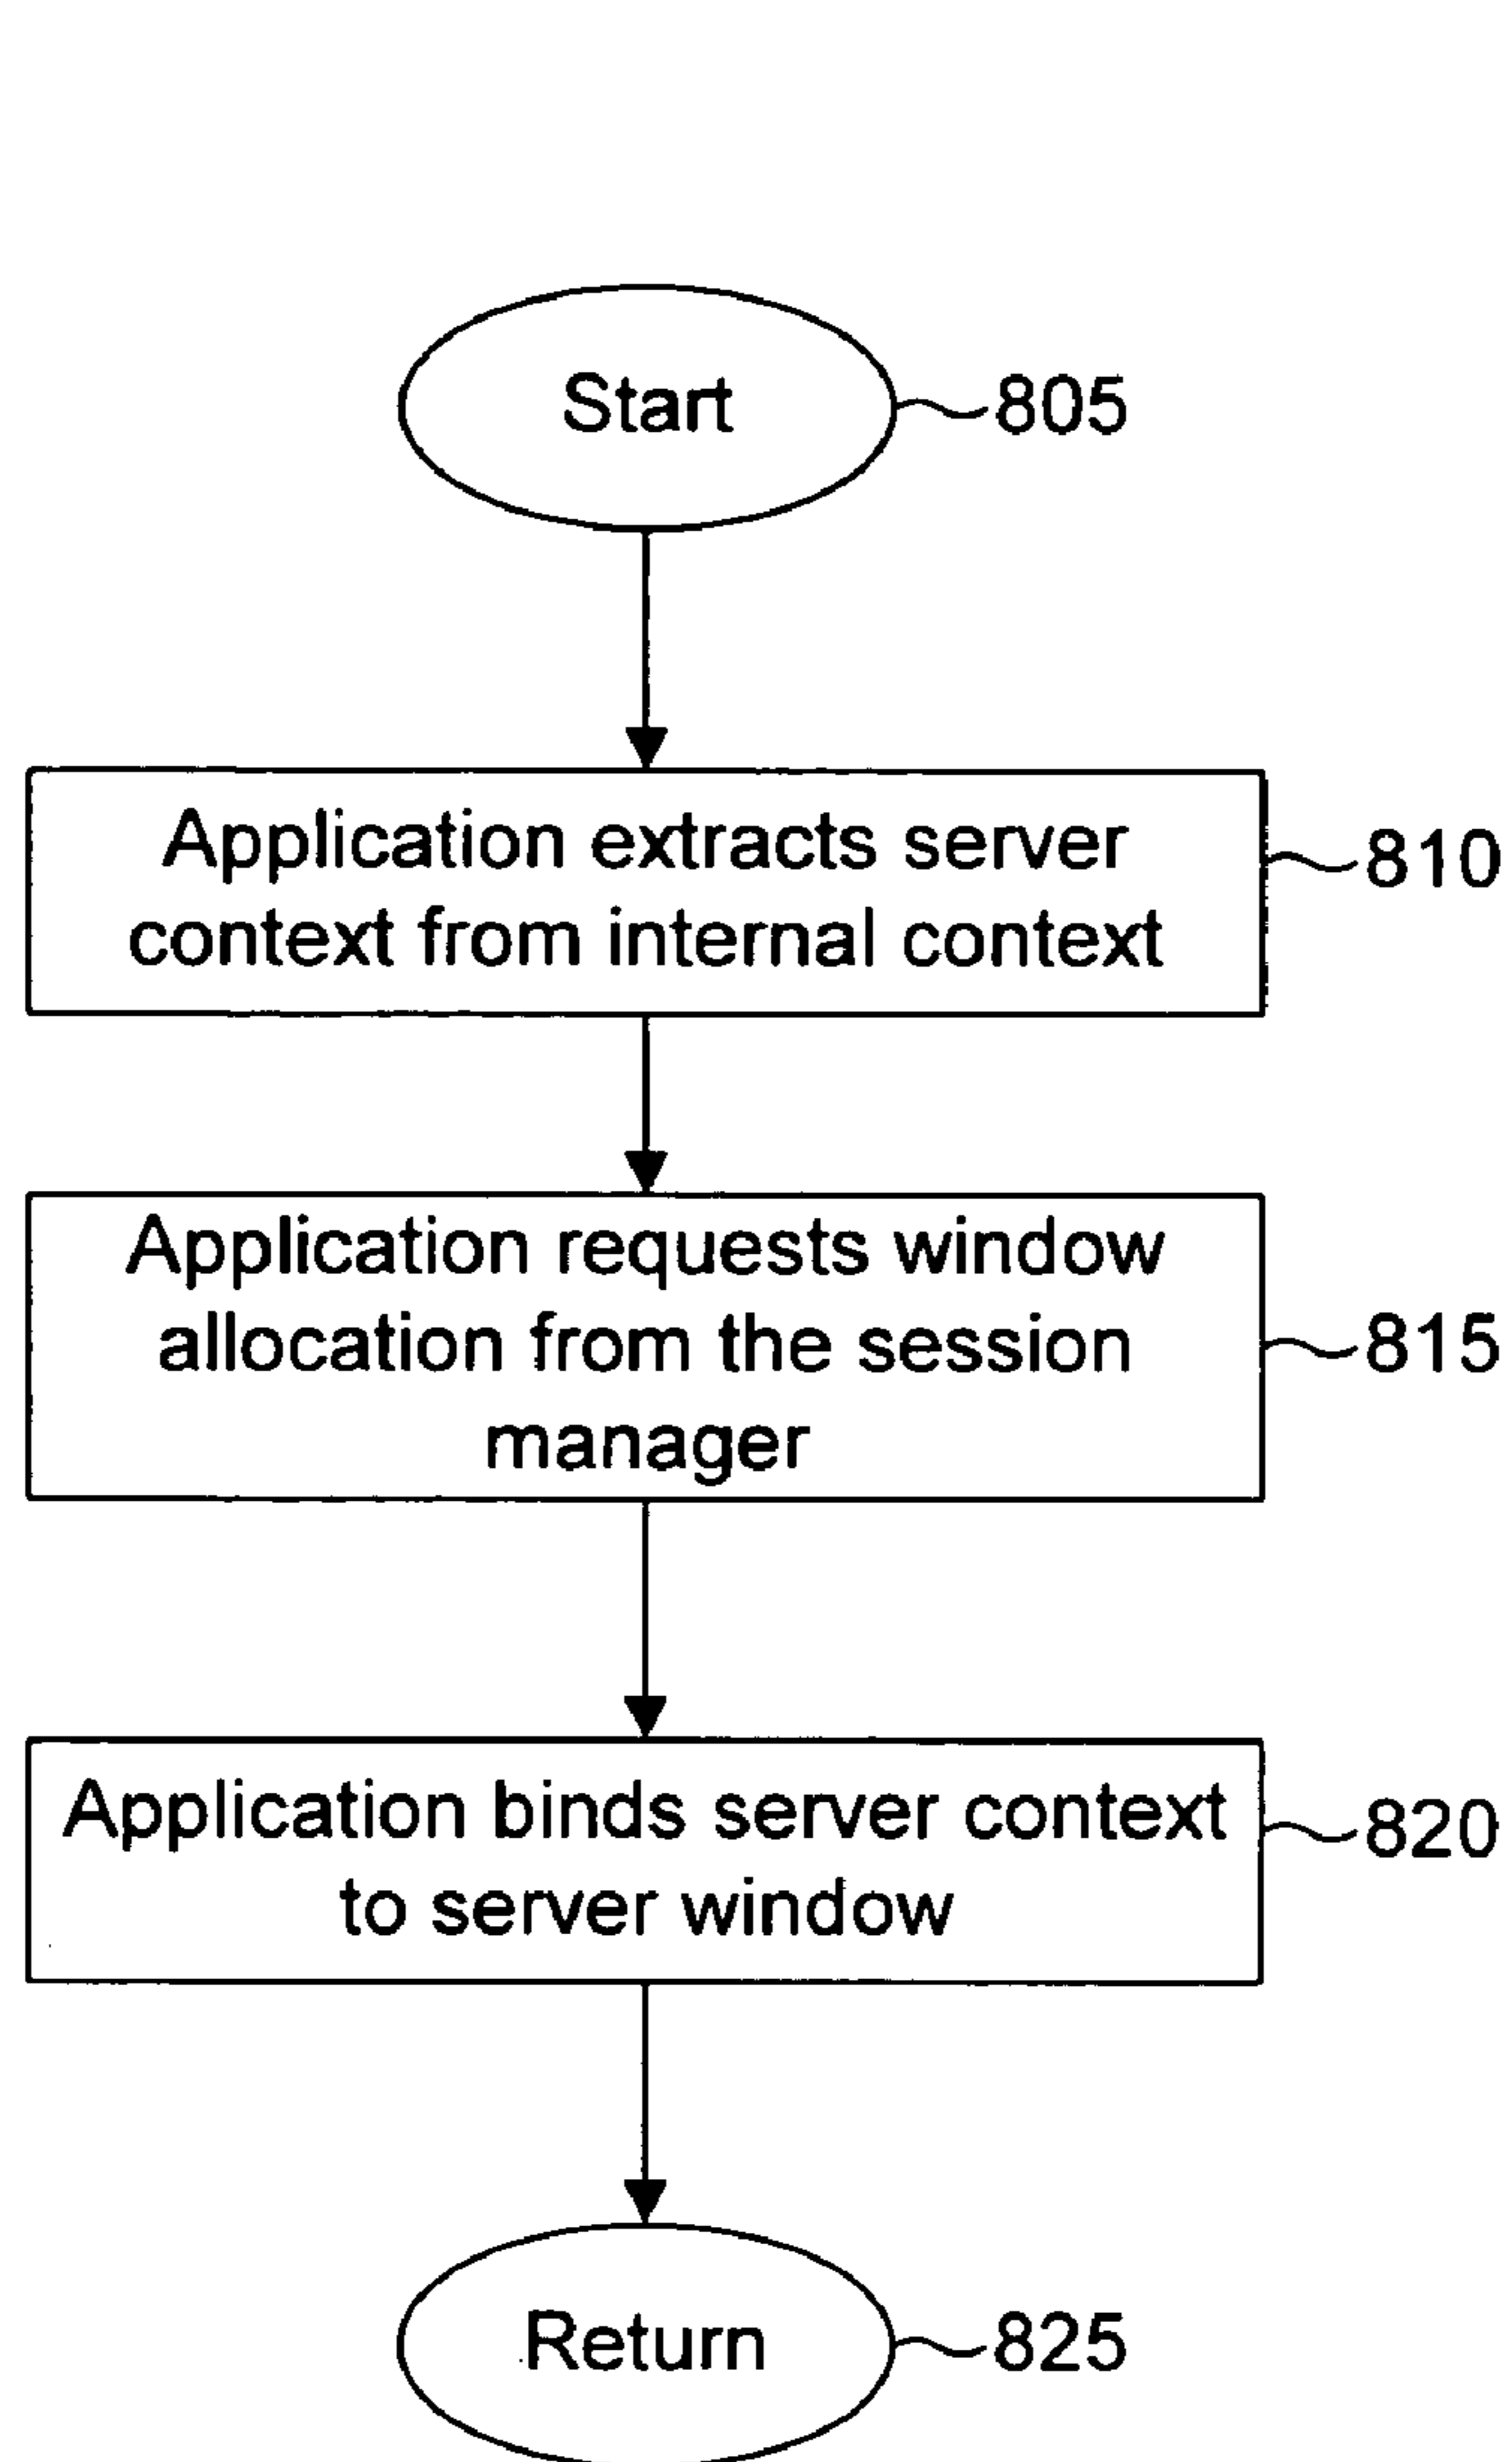 Start
805
Application extracts server
context from internal context
810
Application requests window
allocation from the session
manager
815
Application binds server context
to server window
820
Return
825